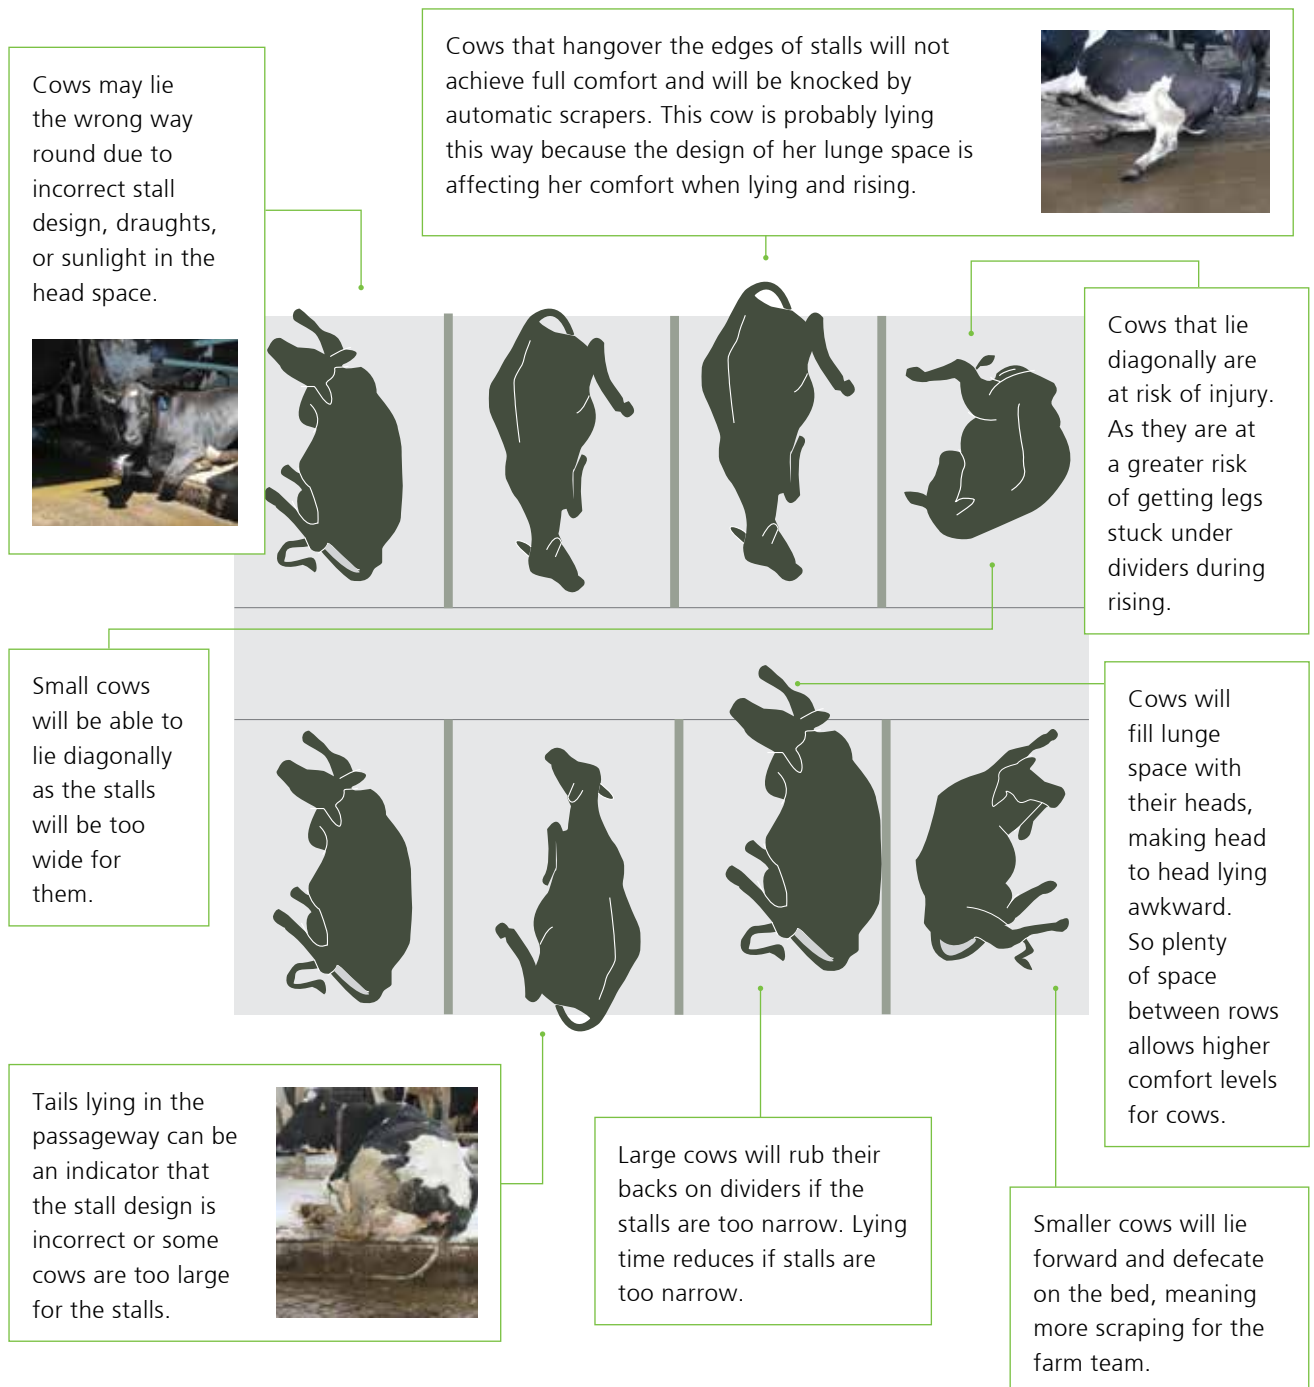 Cows may lie
the wrong way
round due to
incorrect stall
design, draughts,
or sunlight in the
head space.
Cows that hangover the edges of stalls will not
achieve full comfort and will be knocked by
automatic scrapers. This cow is probably lying
this way because the design of her lunge space is
affecting her comfort when lying and rising.
Cows that lie
diagonally are
at risk of injury.
As they are at
a greater risk
of getting legs
stuck under
dividers during
rising.
Small cows
will be able to
lie diagonally
as the stalls
will be too
wide for
them.
Cows will
fill lunge
space with
their heads,
making head
to head lying
awkward.
So plenty
of space
between rows
allows higher
comfort levels
for cows.
Tails lying in the
passageway can be
an indicator that
the stall design is
incorrect or some
cows are too large
for the stalls.
Large cows will rub their
backs on dividers if the
stalls are too narrow. Lying
time reduces if stalls are
too narrow.
Smaller cows will lie
forward and defecate
on the bed, meaning
more scraping for the
farm team.